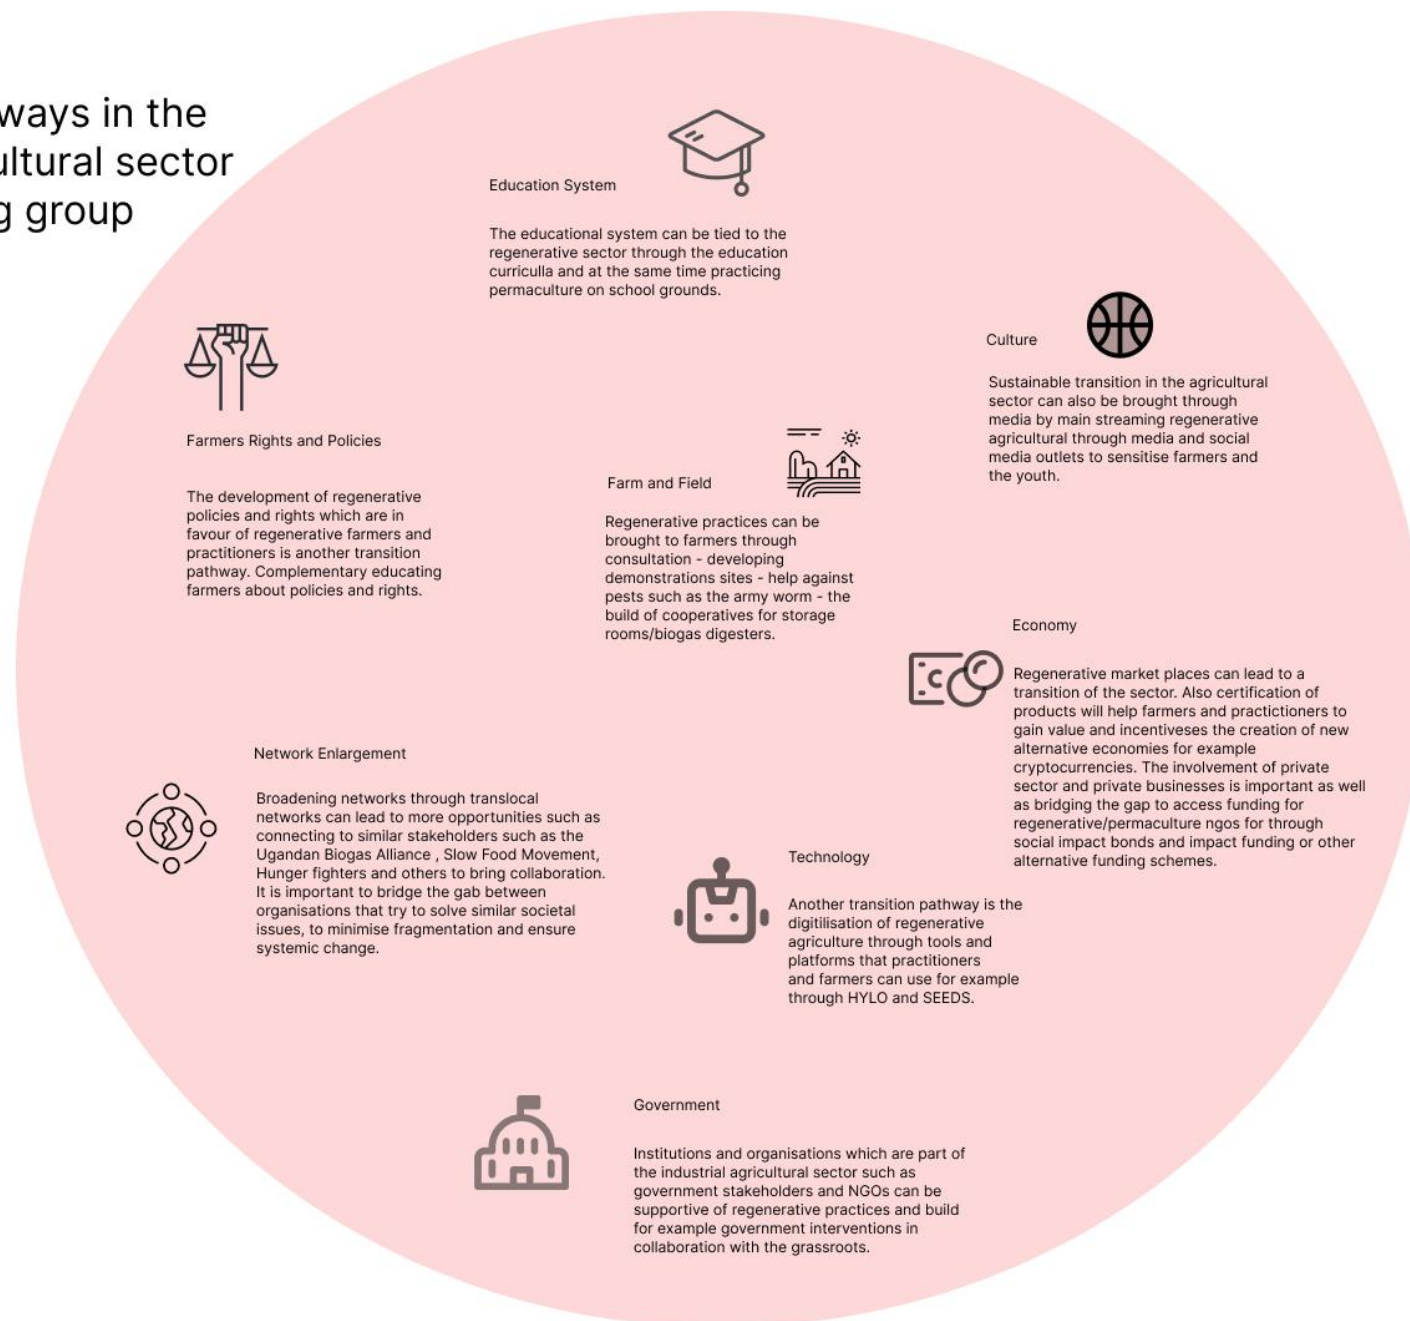 ways in the
ultural sector
g group
Education System
The educational system can be tied to the
regenerative sector through the education
curriculla and at the same time practicing
permaculture on school grounds.
Culture
Sustainable transition in the agricultural
sector can also be brought through
media by main streaming regenerative
agricultural through media and social
media outlets to sensitise farmers and
the youth.
Farmers Rights and Policies
The development of regenerative
policies and rights which are in
favour of regenerative farmers and
practitioners is another transition
pathway. Complementary educating
farmers about policies and rights.
Farm and Field
Regenerative practices can be
brought to farmers through
consultation - developing
demonstrations sites - help against
pests such as the army worm - the
build of cooperatives for storage
rooms/biogas digesters.
Economy
C
Regenerative market places can lead to a
transition of the sector. Also certification of
products will help farmers and practictioners to
gain value and incentiveses the creation of new
alternative economies for example
cryptocurrencies. The involvement of private
sector and private businesses is important as well
as bridging the gap to access funding for
regenerative/permaculture ngos for through
social impact bonds and impact funding or other
alternative funding schemes.
Network Enlargement
Broadening networks through translocal
networks can lead to more opportunities such as
connecting to similar stakeholders such as the
Ugandan Biogas Alliance , Slow Food Movement,
Hunger fighters and others to bring collaboration.
It is important to bridge the gab between
organisations that try to solve similar societal
issues, to minimise fragmentation and ensure
systemic change.
Technology
Another transition pathway is the
digitilisation of regenerative
agriculture through tools and
platforms that practitioners
and farmers can use for example
through HYLO and SEEDS.
Government
Institutions and organisations which are part of
the industrial agricultural sector such as
government stakeholders and NGOs can be
supportive of regenerative practices and build
for example government interventions in
collaboration with the grassroots.